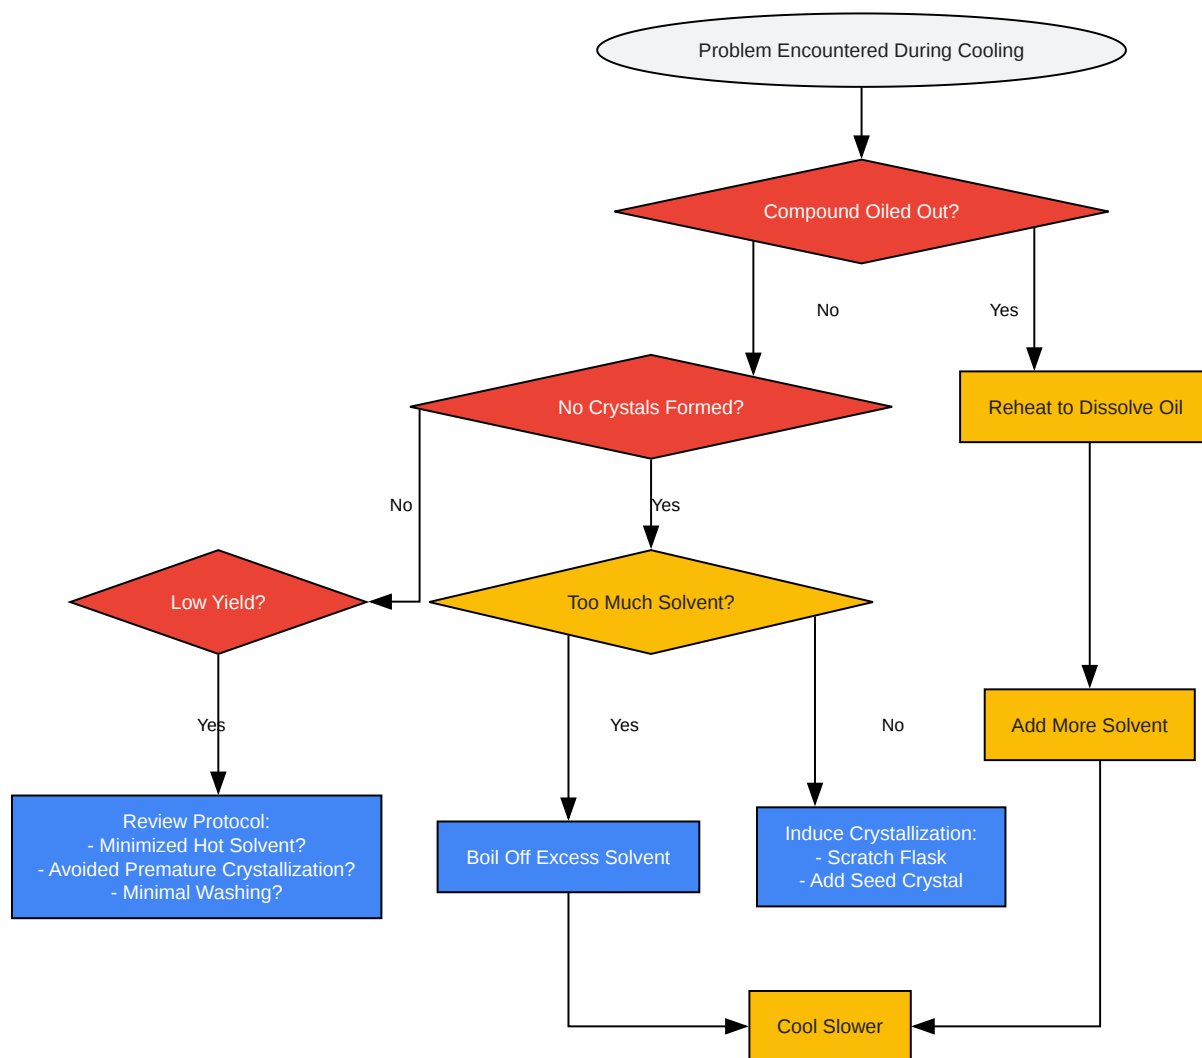 Problem Encountered During Cooling
Compound Oiled Out?
No
Yes
No Crystals Formed?
Reheat to Dissolve Oil
No
Yes
Low Yield?
Too Much Solvent?
Yes
Yes
No
Add More Solvent
Review Protocol:
- Minimized Hot Solvent?
- Avoided Premature Crystallization?
- Minimal Washing?
Boil Off Excess Solvent
Induce Crystallization:
- Scratch Flask
- Add Seed Crystal
Cool Slower